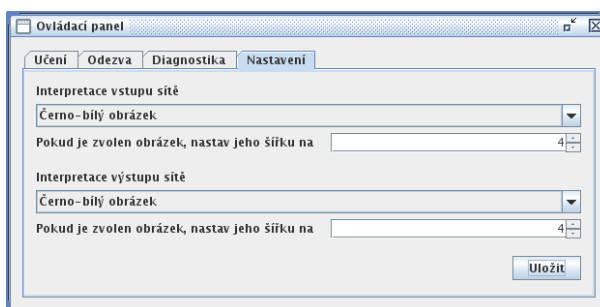 Ovládací panel
Učení Odezva Diagnostika Nastavení
Interpretace vstupu sítě
Černo-bílý obrázek
Pokud je zvolen obrázek, nastav jeho šířku na 4
Interpretace výstupu sítě
Černo-bílý obrázek
Pokud je zvolen obrázek, nastav jeho šířku na 4
Uložit